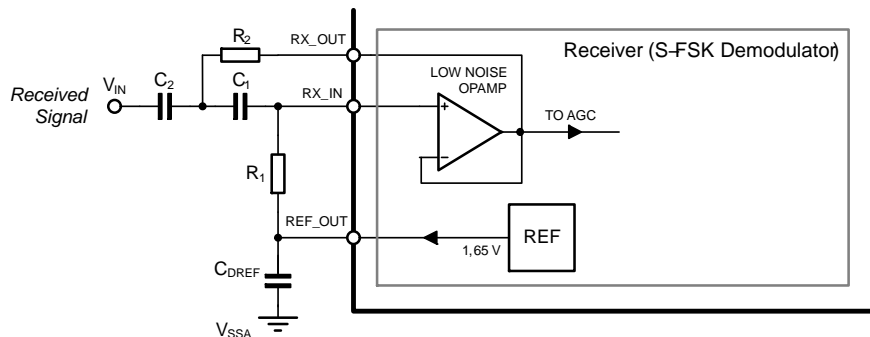 R2
RX_OUT
Receiver (S-FSK Demodulator)
LOW NOISE
OPAMP
VIN
C2
C1
RX_IN
Received
Signal
+
TO AGC
−
R1
REF_OUT
REF
1,65 V
CDREF
VSSA